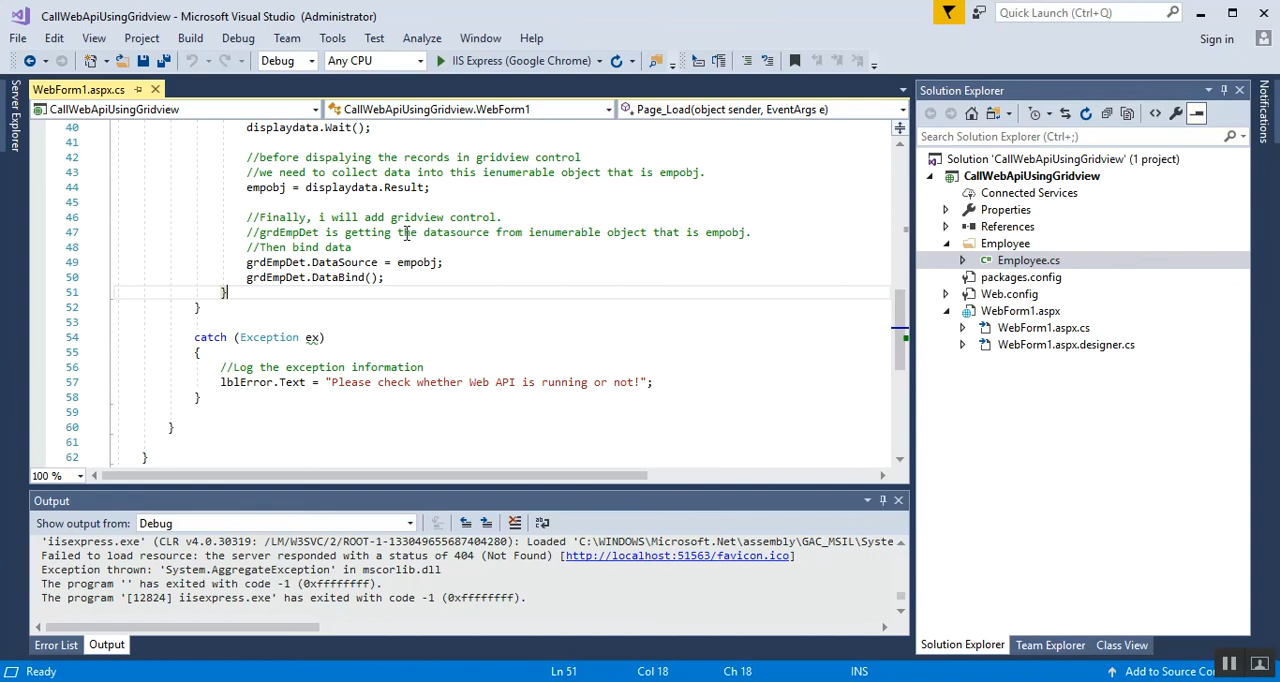 CallWebApiUsingGridview - Microsoft Visual Studio (Administrator)
Quick Launch (Ctrl+Q)
File Edit View Project Build Debug Team Tools Test Analyze Window Help
Sign in
Debug Any CPU IIS Express (Google Chrome)
Server Explorer
WebForm1.aspx.cs
CallWebApiUsingGridview CallWebApiUsingGridview.WebForm1 Page_Load(object sender, EventArgs e)
40 displaydata.Wait();
41
42 //before dispalying the records in gridview control
43 //we need to collect data into this ienumerable object that is empobj.
44 empobj = displaydata.Result;
45
46 //Finally, i will add gridview control.
47 //grdEmpDet is getting the datasource from ienumerable object that is empobj.
48 //Then bind data
49 grdEmpDet.DataSource = empobj;
50 grdEmpDet.DataBind();
51 }
52 }
53
54 catch (Exception ex)
55 {
56 //Log the exception information
57 lblError.Text = "Please check whether Web API is running or not!";
58 }
59
60 }
61
62 }
100 %
Output
Show output from: Debug
'iisexpress.exe' (CLR v4.0.30319: /LM/W3SVC/2/ROOT-1-133049655687404280): Loaded 'C:\WINDOWS\Microsoft.Net\assembly\GAC_MSIL\Syste
Failed to load resource: the server responded with a status of 404 (Not Found) [http://localhost:51563/favicon.ico]
Exception thrown: 'System.AggregateException' in mscorlib.dll
The program '' has exited with code -1 (0xffffffff).
The program '[12824] iisexpress.exe' has exited with code -1 (0xffffffff).
Error List Output
Solution Explorer
Search Solution Explorer (Ctrl+;)
Solution 'CallWebApiUsingGridview' (1 project)
CallWebApiUsingGridview
Connected Services
Properties
References
Employee
C# Employee.cs
packages.config
Web.config
WebForm1.aspx
WebForm1.aspx.cs
WebForm1.aspx.designer.cs
Solution Explorer Team Explorer Class View
Notifications
Ready Ln 51 Col 18 Ch 18 INS Add to Source Co